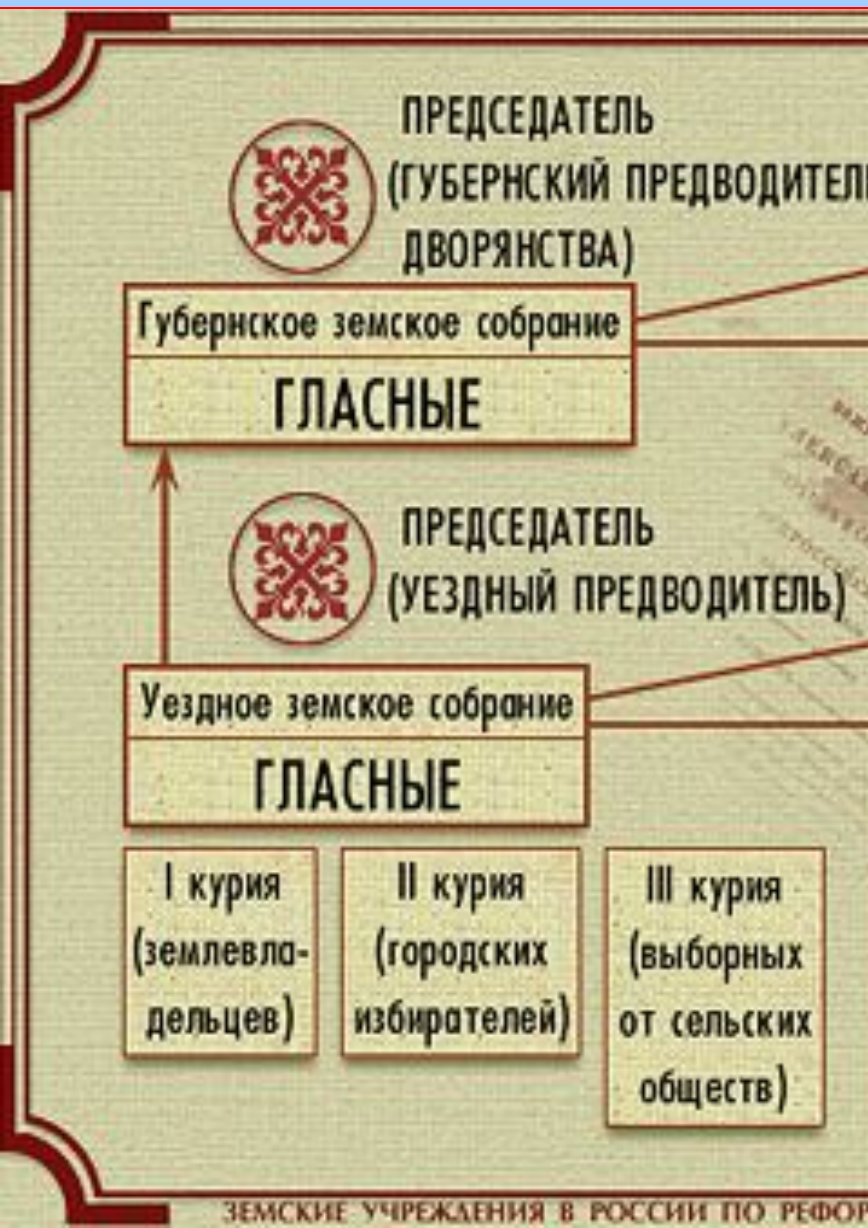 ПРЕДСЕДАТЕЛЬ
(ГУБЕРНСКИЙ ПРЕДВОДИТЕЛ
ДВОРЯНСТВА)
Губернское земское собрание
ГЛАСНЫЕ
ПРЕДСЕДАТЕЛЬ
(УЕЗДНЫЙ ПРЕДВОДИТЕЛЬ)
Уездное земское собрание
ГЛАСНЫЕ
I курия
(землевла-
дельцев)
II курия
(городских
избирателей)
III курия
(выборных
от сельских
обществ)
ЗЕМСКИЕ УЧРЕЖДЕНИЯ В РОССИИ ПО РЕФО